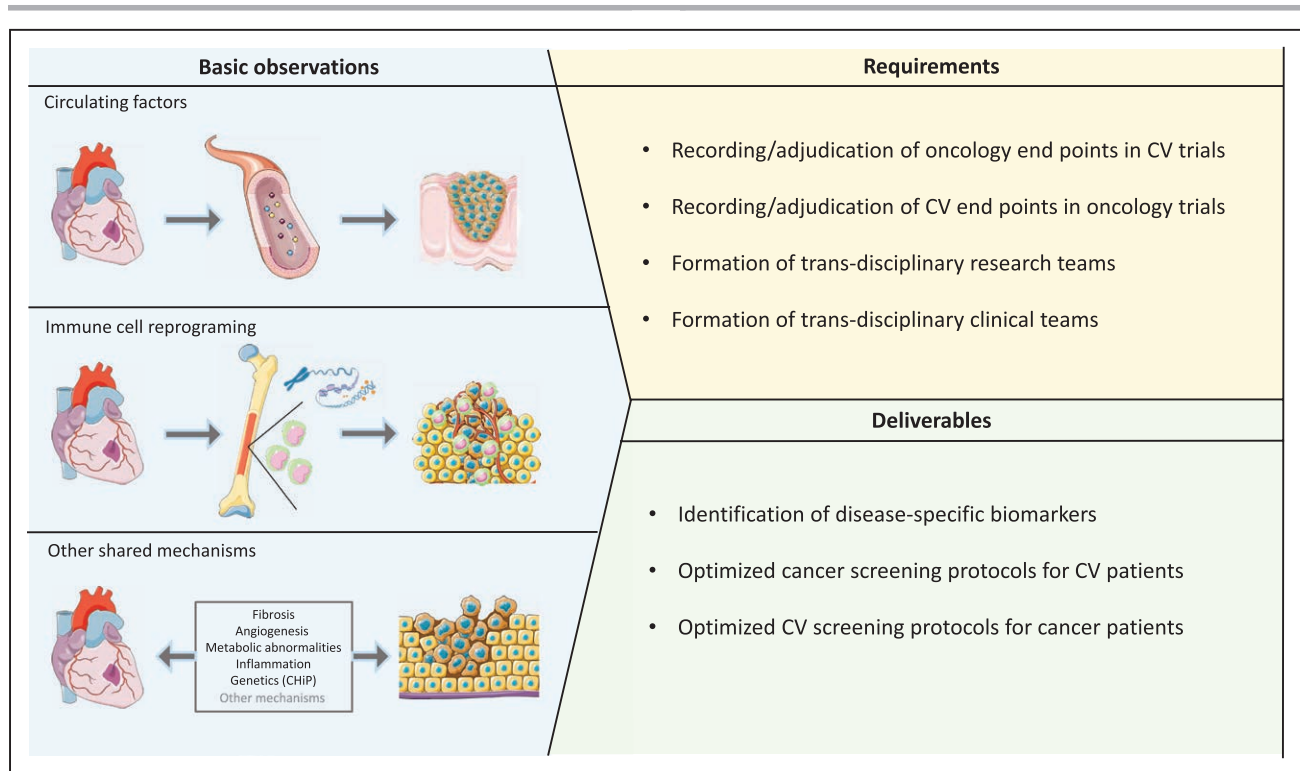 Basic observations
Circulating factors
Immune cell reprograming
Other shared mechanisms
Fibrosis
Angiogenesis
Metabolic abnormalities
Inflammation
Genetics (CHiP)
Other mechanisms
Requirements
• Recording/adjudication of oncology end points in CV trials
• Recording/adjudication of CV end points in oncology trials
• Formation of trans-disciplinary research teams
• Formation of trans-disciplinary clinical teams
Deliverables
• Identification of disease-specific biomarkers
• Optimized cancer screening protocols for CV patients
• Optimized CV screening protocols for cancer patients